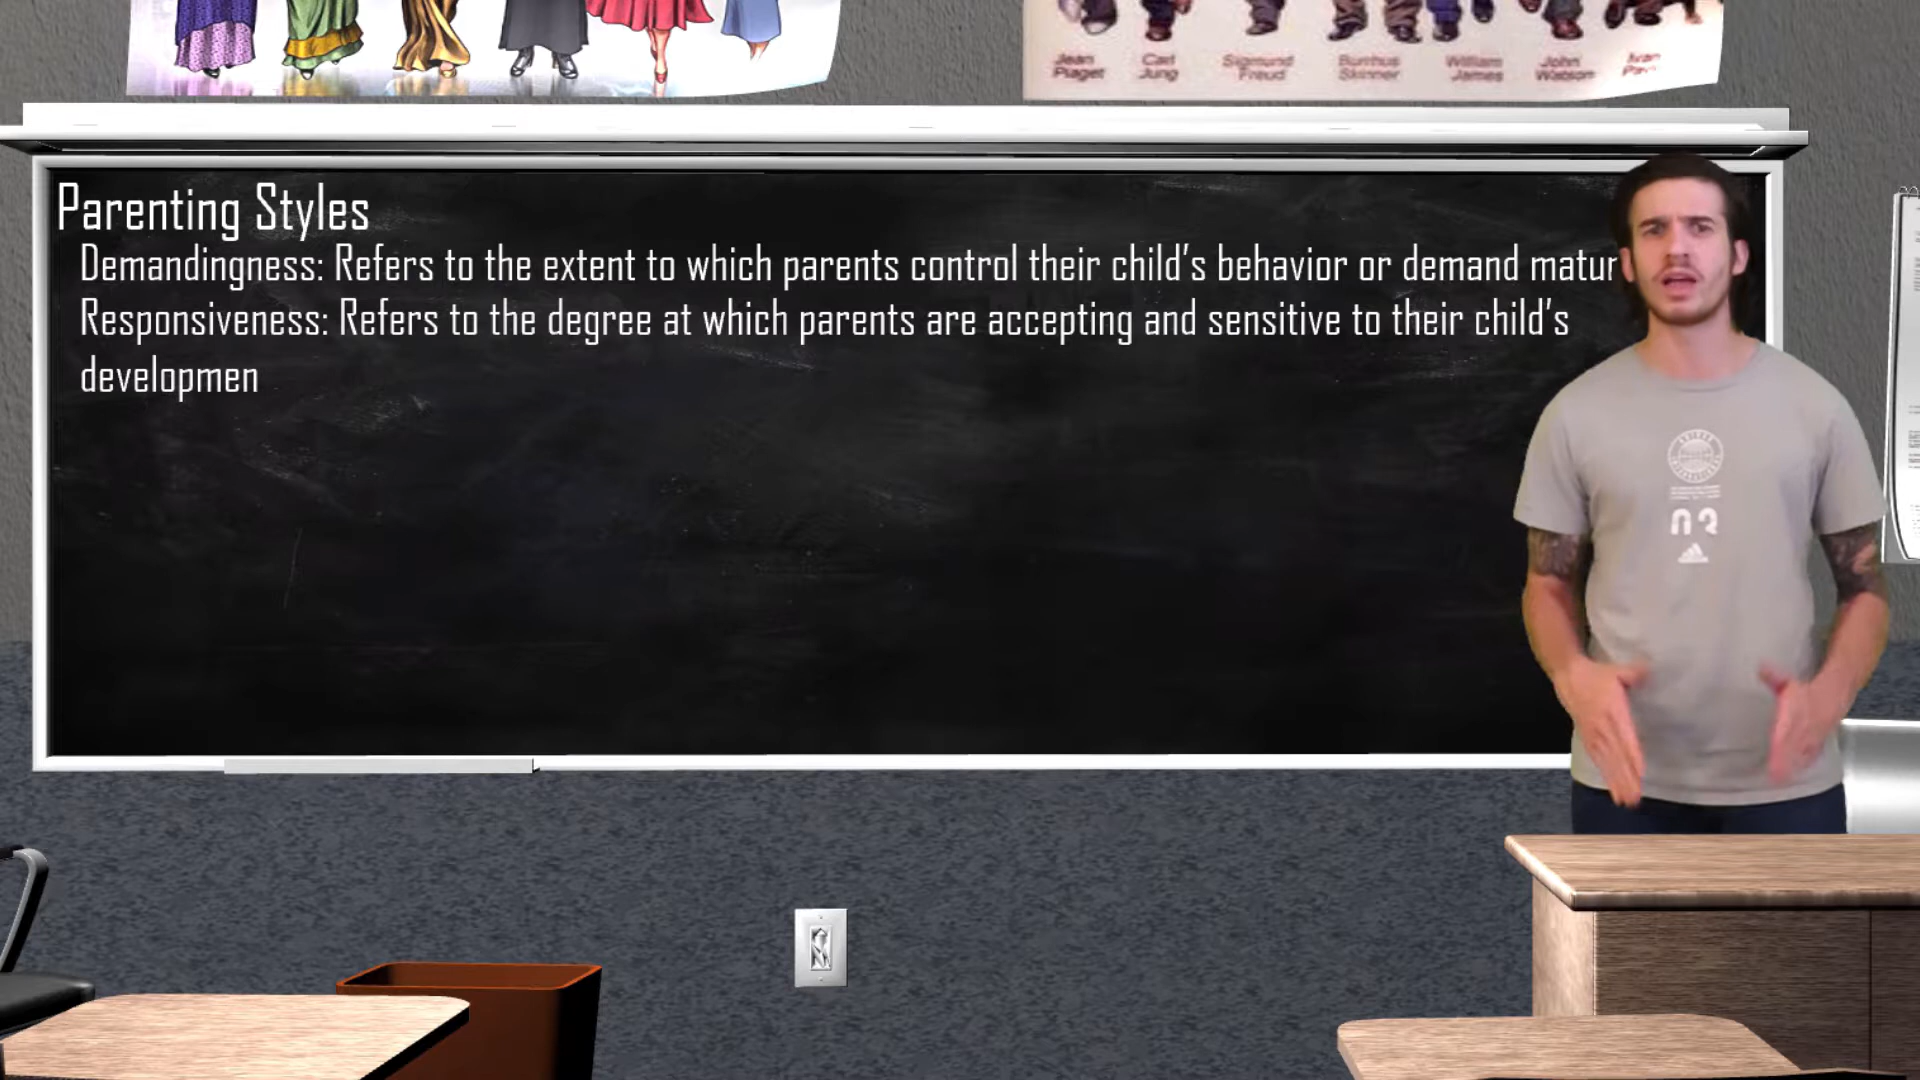 Jean Carl Sigmund Burrhus William John Ivan
Piaget Jung Freud Skinner James Watson
Parenting Styles
Demandingness: Refers to the extent to which parents control their child's behavior or demand matur
Responsiveness: Refers to the degree at which parents are accepting and sensitive to their child's
developmen
03